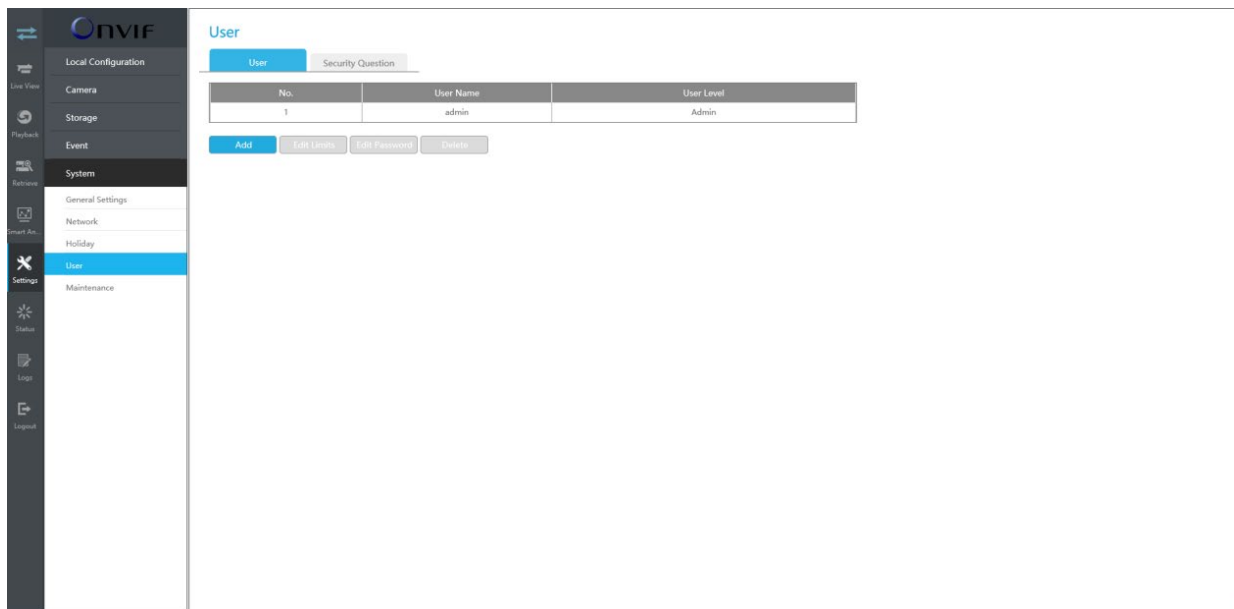 Onvif
Live View
Playback
Retrieve
Smart An...
Settings
Status
Logs
Logout
Local Configuration
Camera
Storage
Event
System
General Settings
Network
Holiday
User
Maintenance
User
User Security Question
No. User Name User Level
1 admin Admin
Add Edit Limits Edit Password Delete